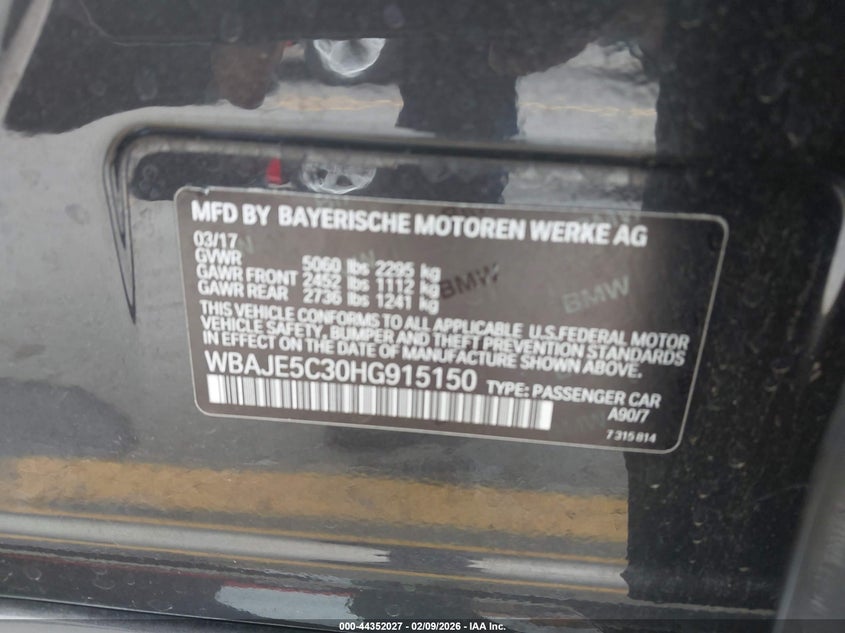 MFD BY BAYERISCHE MOTOREN WERKE AG
03/17
GVWR 5060 lbs 2295 kg
GAWR FRONT 2452 lbs 1112 kg
GAWR REAR 2736 lbs 1241 kg
BMW BMW
THIS VEHICLE CONFORMS TO ALL APPLICABLE U.S.FEDERAL MOTOR
VEHICLE SAFETY, BUMPER AND THEFT PREVENTION STANDARDS
IN EFFECT ON THE DATE OF MANUFACTURE SHOWN ABOVE.
WBAJE5C30HG915150 TYPE: PASSENGER CAR
A90/7
7 315 814
000-44352027 - 02/09/2026 - IAA Inc.